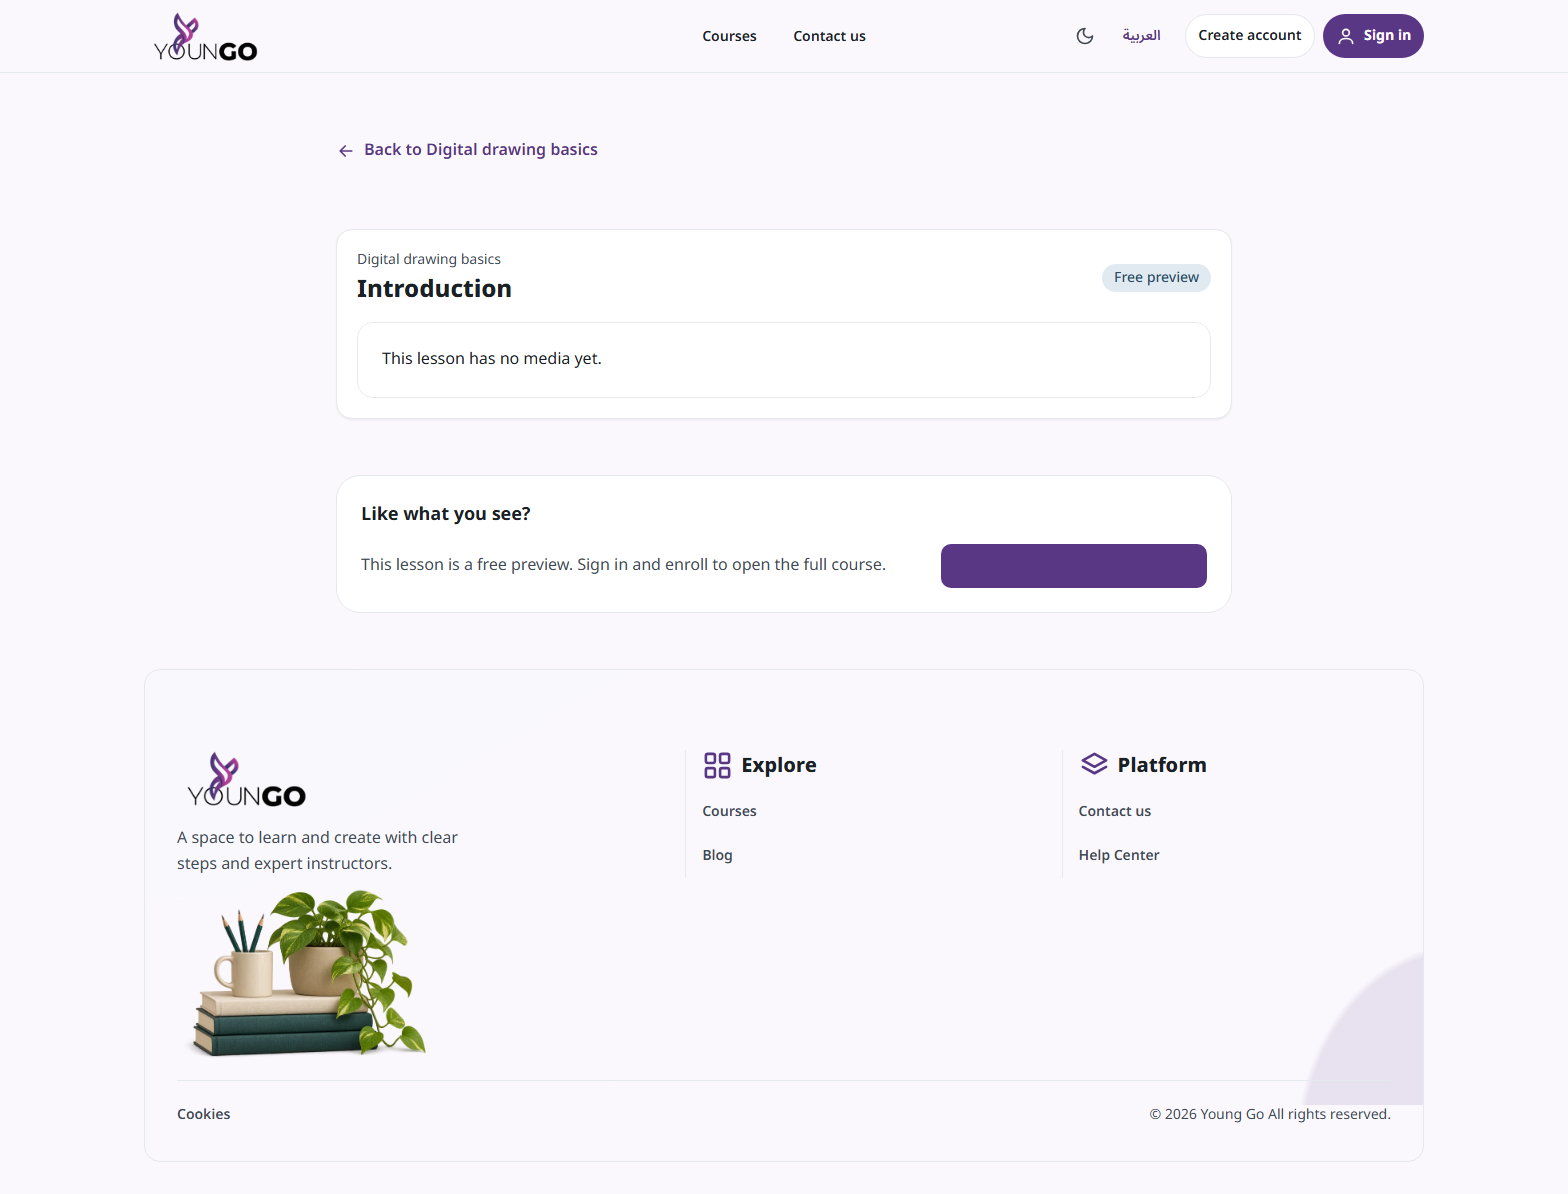 YOUNGO
Courses
Contact us
العربية
Create account
Sign in
Back to Digital drawing basics
Digital drawing basics
Introduction
Free preview
This lesson has no media yet.
Like what you see?
This lesson is a free preview. Sign in and enroll to open the full course.
YOUNGO
A space to learn and create with clear
steps and expert instructors.
Explore
Courses
Blog
Platform
Contact us
Help Center
Cookies
© 2026 Young Go All rights reserved.